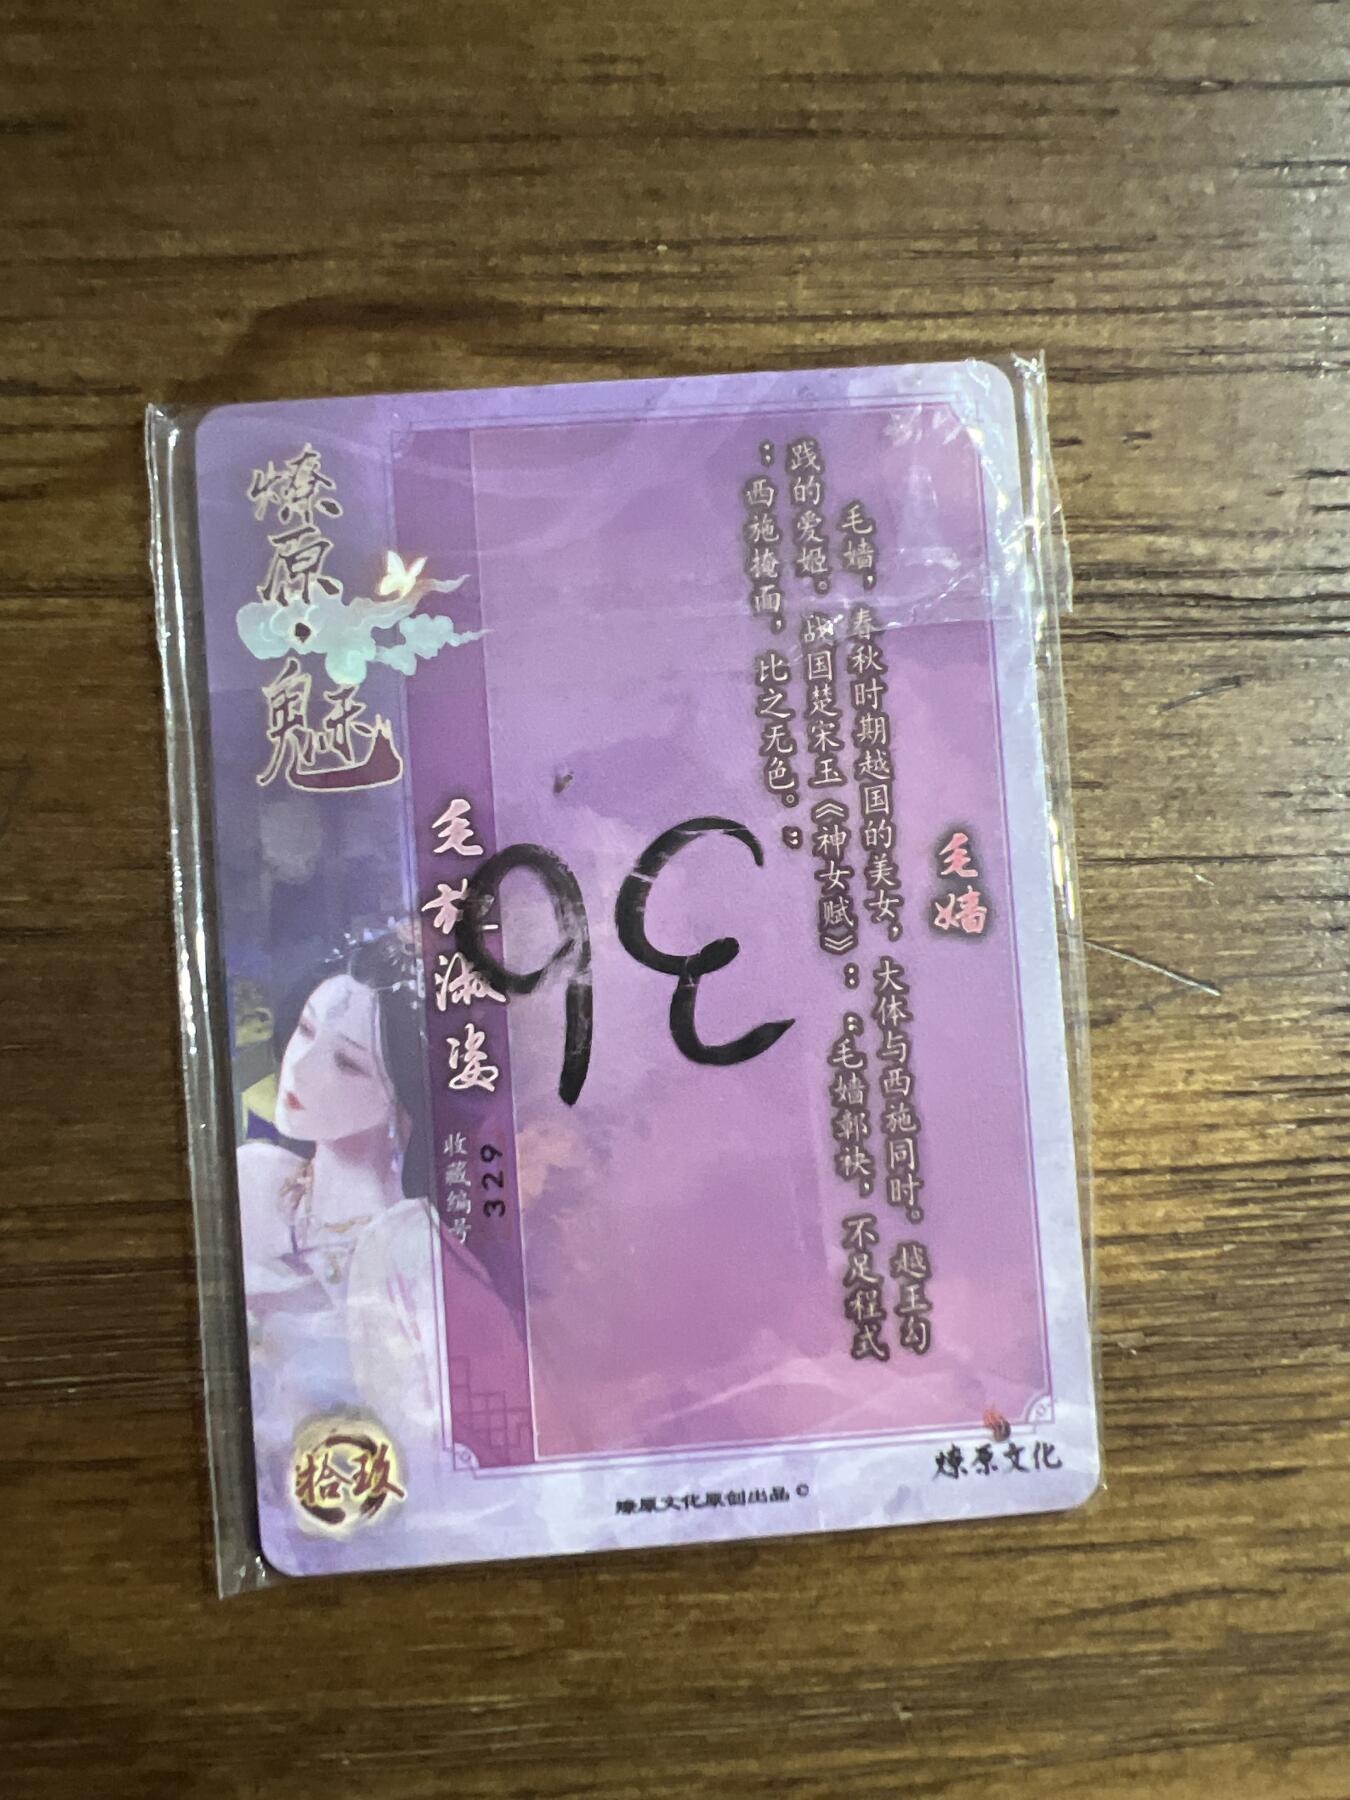 燎原·魅
毛嫱
毛嫱，春秋时期越国的美女，大体与西施同时。越王勾
践的爱姬。战国楚宋玉《神女赋》：：毛嫱鄣袂，不足程式
：西施掩面，比之无色。：
36
毛施淑姿
收藏编号
329
拾玖
燎原文化
燎原文化原创出品©